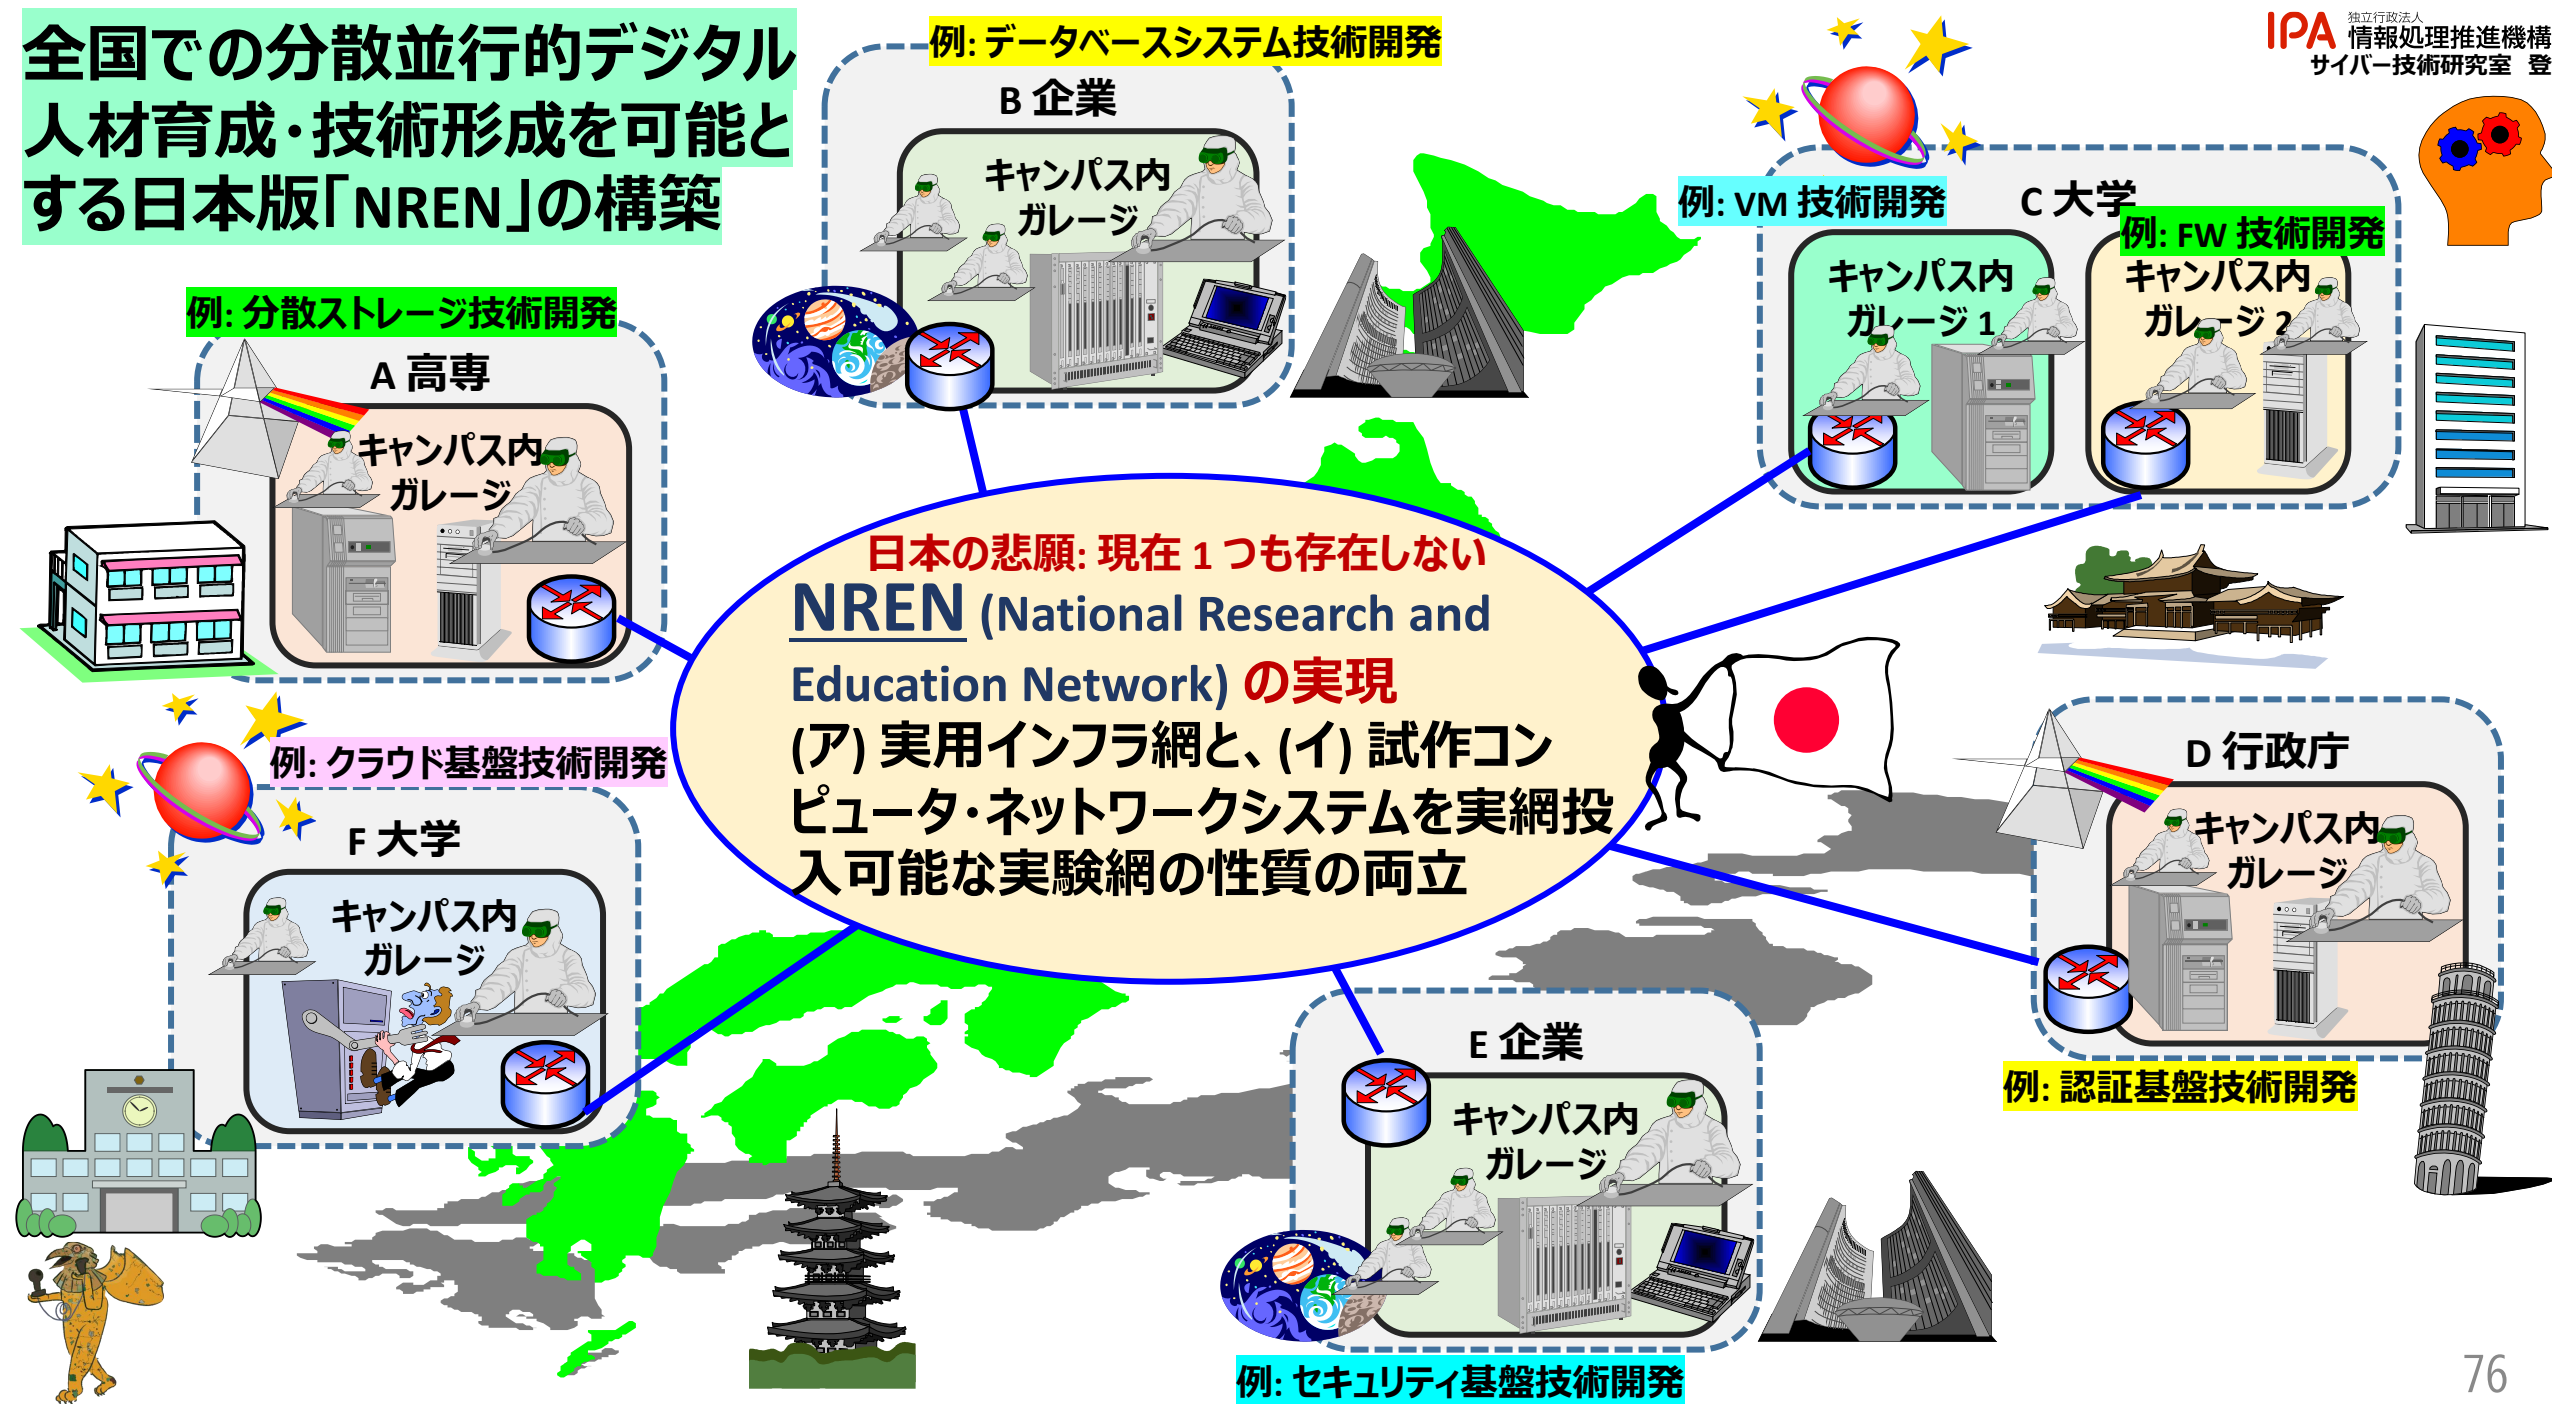 全国での分散並行的デジタル
人材育成・技術形成を可能と
する日本版「NREN」の構築
IPA 独立行政法人
情報処理推進機構
サイバー技術研究室 登
例: データベースシステム技術開発
B 企業
キャンパス内
ガレージ
例: VM 技術開発
C 大学
例: FW 技術開発
キャンパス内
ガレージ 1
キャンパス内
ガレージ 2
例: 分散ストレージ技術開発
A 高専
キャンパス内
ガレージ
日本の悲願: 現在 1 つも存在しない
NREN (National Research and
Education Network) の実現
(ア) 実用インフラ網と、(イ) 試作コン
ピュータ・ネットワークシステムを実網投
入可能な実験網の性質の両立
例: クラウド基盤技術開発
F 大学
キャンパス内
ガレージ
D 行政庁
キャンパス内
ガレージ
例: 認証基盤技術開発
E 企業
キャンパス内
ガレージ
例: セキュリティ基盤技術開発
76